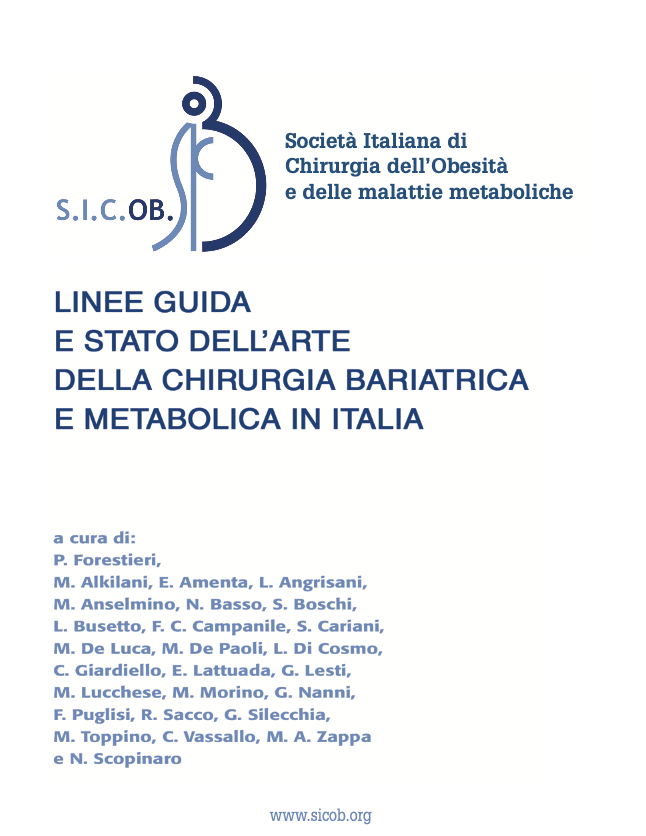 S.I.C.OB.
Società Italiana di
Chirurgia dell'Obesità
e delle malattie metaboliche
LINEE GUIDA
E STATO DELL'ARTE
DELLA CHIRURGIA BARIATRICA
E METABOLICA IN ITALIA
a cura di:
P. Forestieri,
M. Alkilani, E. Amenta, L. Angrisani,
M. Anselmino, N. Basso, S. Boschi,
L. Busetto, F. C. Campanile, S. Cariani,
M. De Luca, M. De Paoli, L. Di Cosmo,
C. Giardiello, E. Lattuada, G. Lesti,
M. Lucchese, M. Morino, G. Nanni,
F. Puglisi, R. Sacco, G. Silecchia,
M. Toppino, C. Vassallo, M. A. Zappa
e N. Scopinaro
www.sicob.org